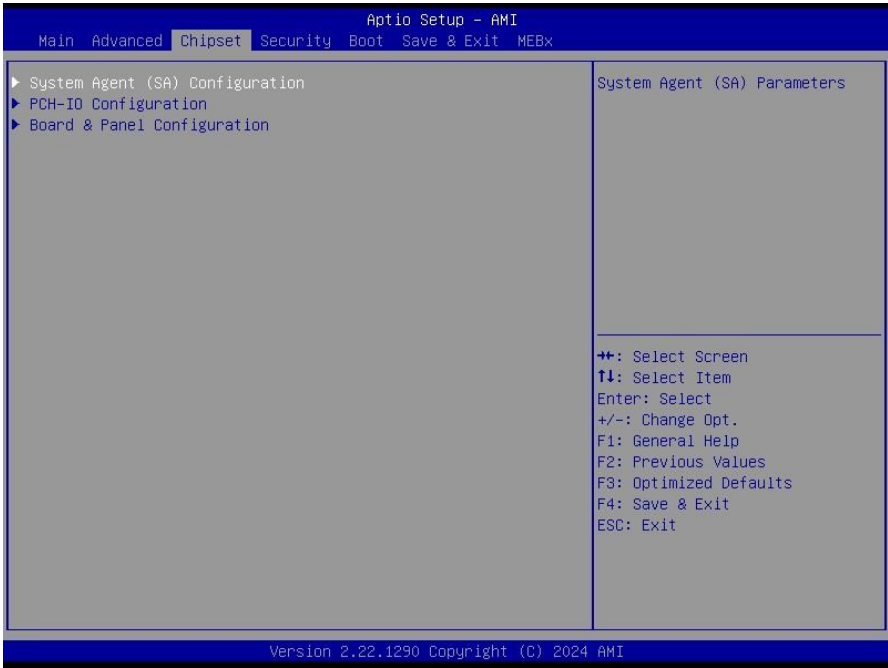 Aptio Setup - AMI
Main Advanced Chipset Security Boot Save & Exit MEBx
▶ System Agent (SA) Configuration
▶ PCH-IO Configuration
▶ Board & Panel Configuration
System Agent (SA) Parameters
→←: Select Screen
↑↓: Select Item
Enter: Select
+/-: Change Opt.
F1: General Help
F2: Previous Values
F3: Optimized Defaults
F4: Save & Exit
ESC: Exit
Version 2.22.1290 Copyright (C) 2024 AMI